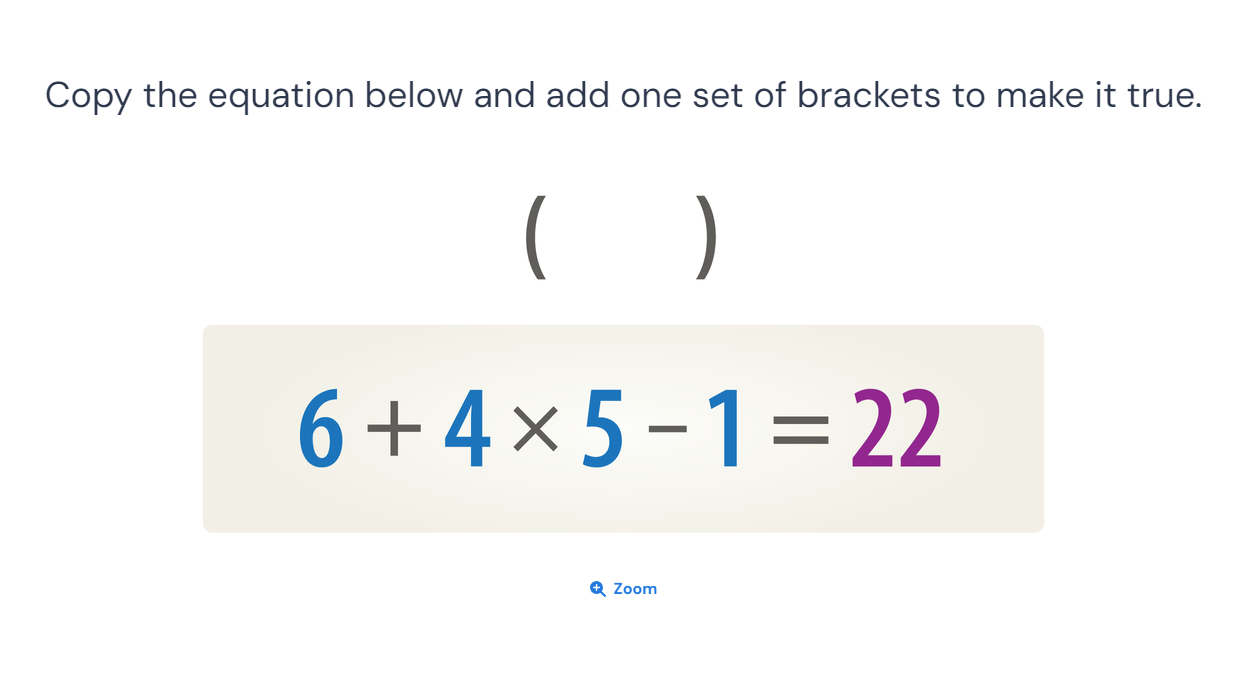 Copy the equation below and add one set of brackets to make it true.
( )
6 + 4 × 5 − 1 = 22
Zoom